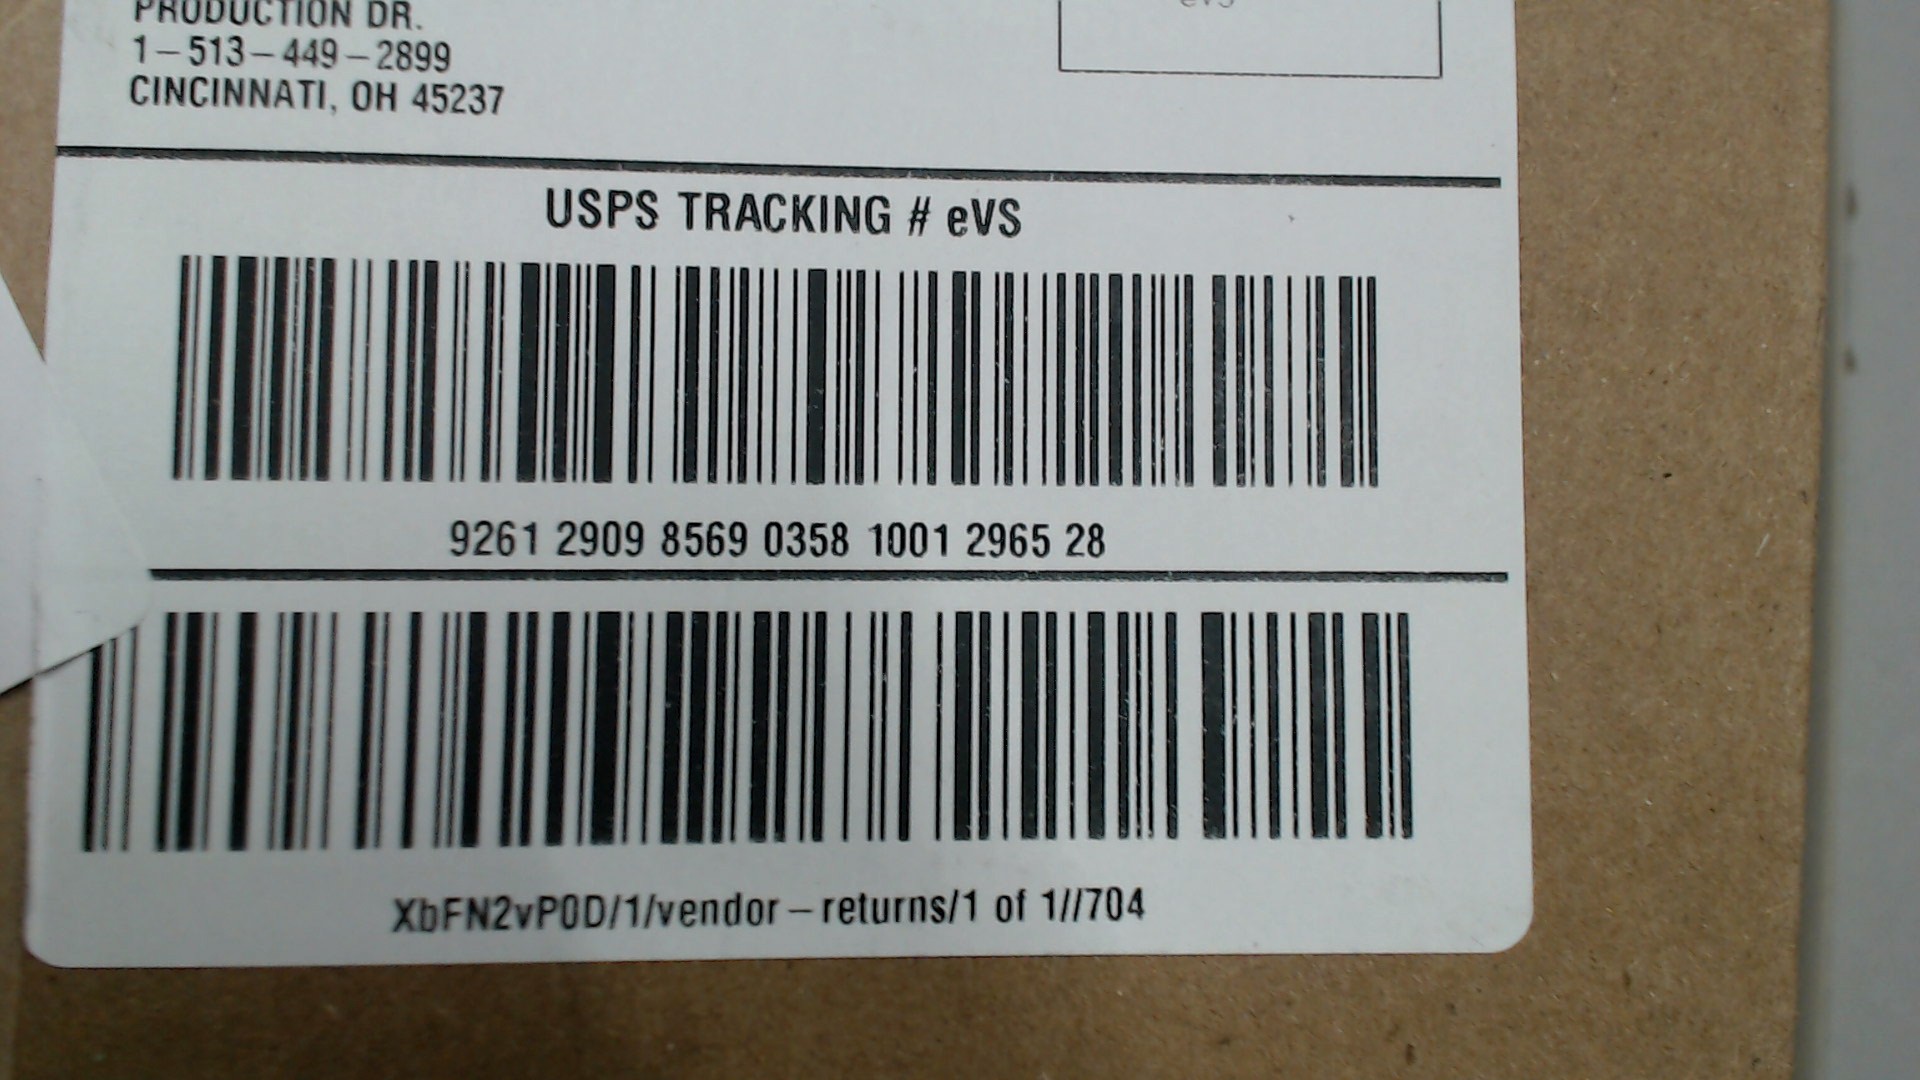 PRODUCTION DR.
1-513-449-2899
CINCINNATI, OH 45237
USPS TRACKING # eVS
9261 2909 8569 0358 1001 2965 28
XbFN2vP0D/1/vendor-returns/1 of 1//704